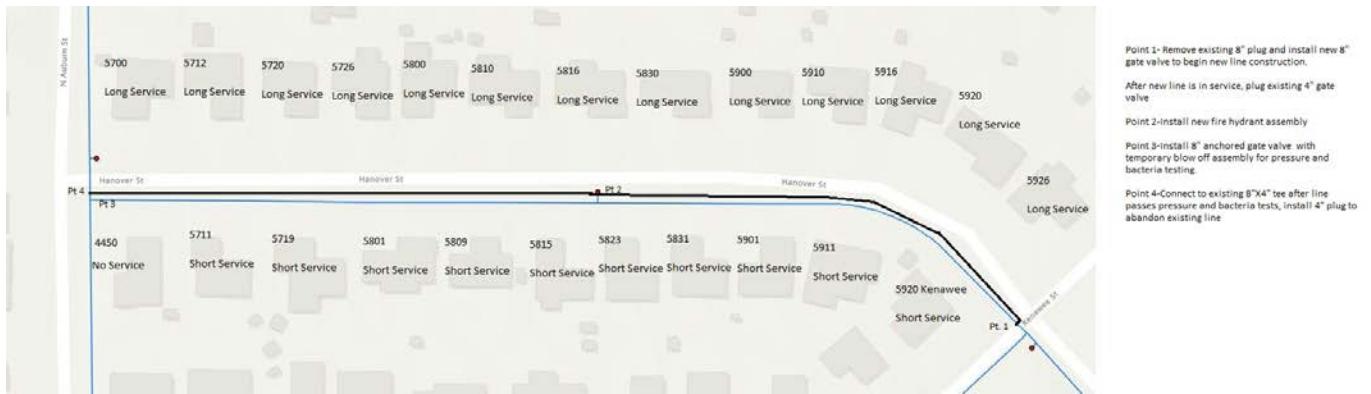 N Auburn St
5700
Long Service
5712
Long Service
5720
Long Service
5726
Long Service
5800
Long Service
5810
Long Service
5816
Long Service
5830
Long Service
5900
Long Service
5910
Long Service
5916
Long Service
5920
Long Service
5926
Long Service
Hanover St
Hanover St
Hanover St
Pt 4
Pt 3
Pt 2
Pt. 1
Kenawee St
4450
No Service
5711
Short Service
5719
Short Service
5801
Short Service
5809
Short Service
5815
Short Service
5823
Short Service
5831
Short Service
5901
Short Service
5911
Short Service
5920 Kenawee
Short Service
Point 1- Remove existing 8" plug and install new 8"
gate valve to begin new line construction.
After new line is in service, plug existing 4" gate
valve
Point 2-Install new fire hydrant assembly
Point 3-Install 8" anchored gate valve with
temporary blow off assembly for pressure and
bacteria testing.
Point 4-Connect to existing 8"X4" tee after line
passes pressure and bacteria tests, install 4" plug to
abandon existing line